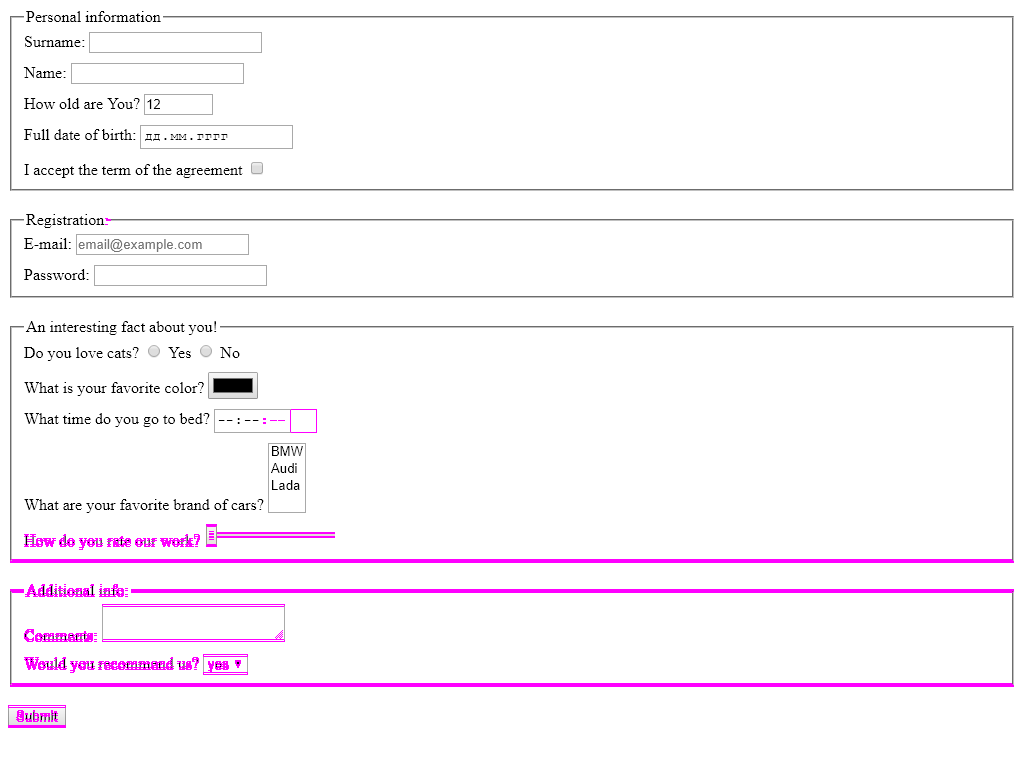 Personal information
Surname:
Name:
How old are You? 12
Full date of birth: дд.мм.гггг
I accept the term of the agreement
Registration:
E-mail: email@example.com
Password:
An interesting fact about you!
Do you love cats? Yes No
What is your favorite color?
What time do you go to bed? --:--:--
BMW
Audi
Lada
What are your favorite brand of cars?
How do you rate our work?
Additional info:
Comments:
Would you recommend us? yes
Submit